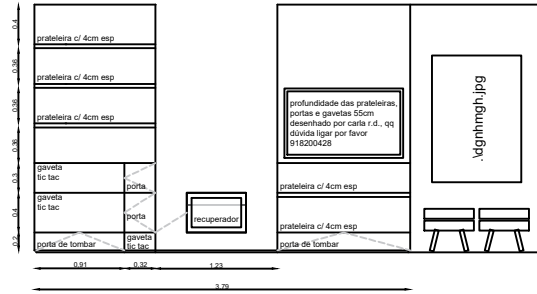 0.4
prateleira c/ 4cm esp
0.36
prateleira c/ 4cm esp
0.36
prateleira c/ 4cm esp
0.36
profundidade das prateleiras,
portas e gavetas 55cm
desenhado por carla r.d., qq
dúvida ligar por favor
918200428
.\dgnhmgh.jpg
gaveta
tic tac
porta
0.3
prateleira c/ 4cm esp
gaveta
tic tac
porta
0.4
recuperador
prateleira c/ 4cm esp
0.2
porta de tombar
gaveta
tic tac
porta de tombar
0.91
0.32
1.23
3.79